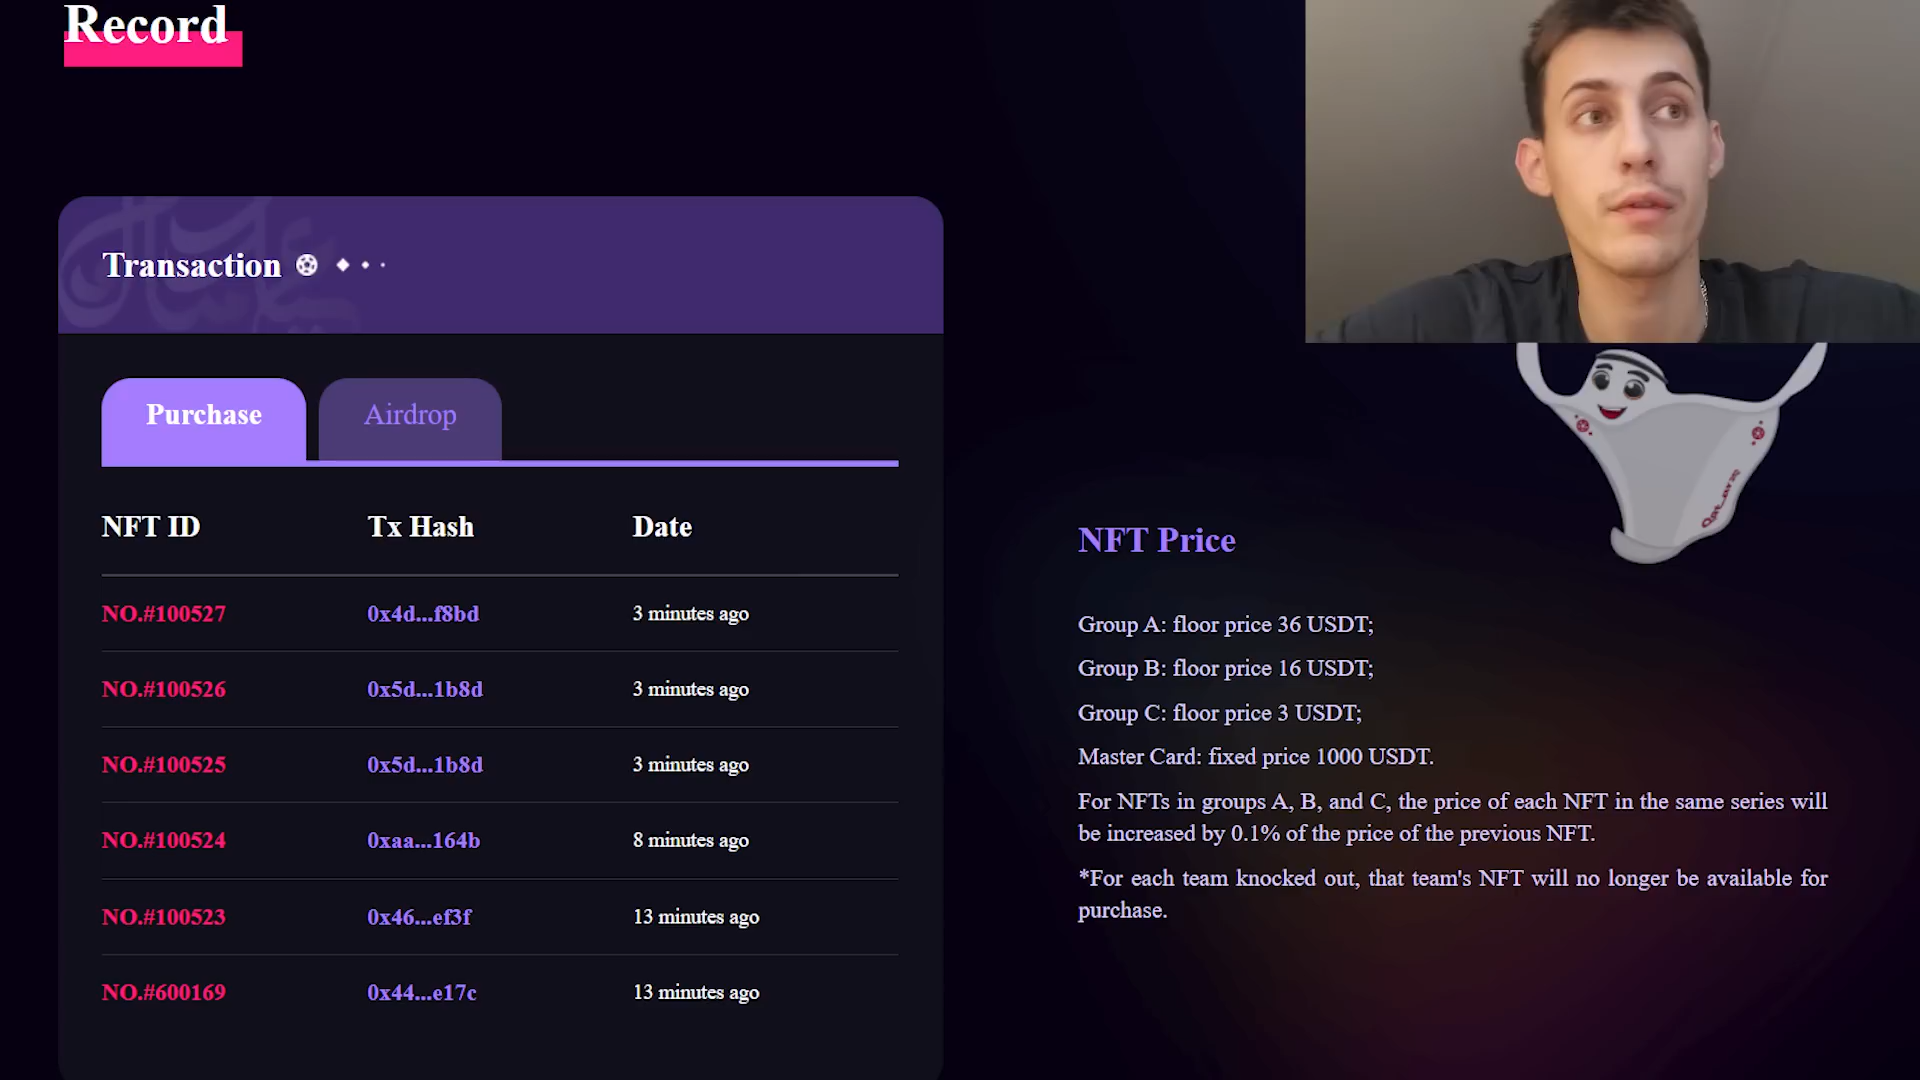 Record
Transaction
Purchase
Airdrop
NFT ID Tx Hash Date
NO.#100527 0x4d...f8bd 3 minutes ago
NO.#100526 0x5d...1b8d 3 minutes ago
NO.#100525 0x5d...1b8d 3 minutes ago
NO.#100524 0xaa...164b 8 minutes ago
NO.#100523 0x46...ef3f 13 minutes ago
NO.#600169 0x44...e17c 13 minutes ago
NFT Price
Group A: floor price 36 USDT;
Group B: floor price 16 USDT;
Group C: floor price 3 USDT;
Master Card: fixed price 1000 USDT.
For NFTs in groups A, B, and C, the price of each NFT in the same series will
be increased by 0.1% of the price of the previous NFT.
*For each team knocked out, that team's NFT will no longer be available for
purchase.